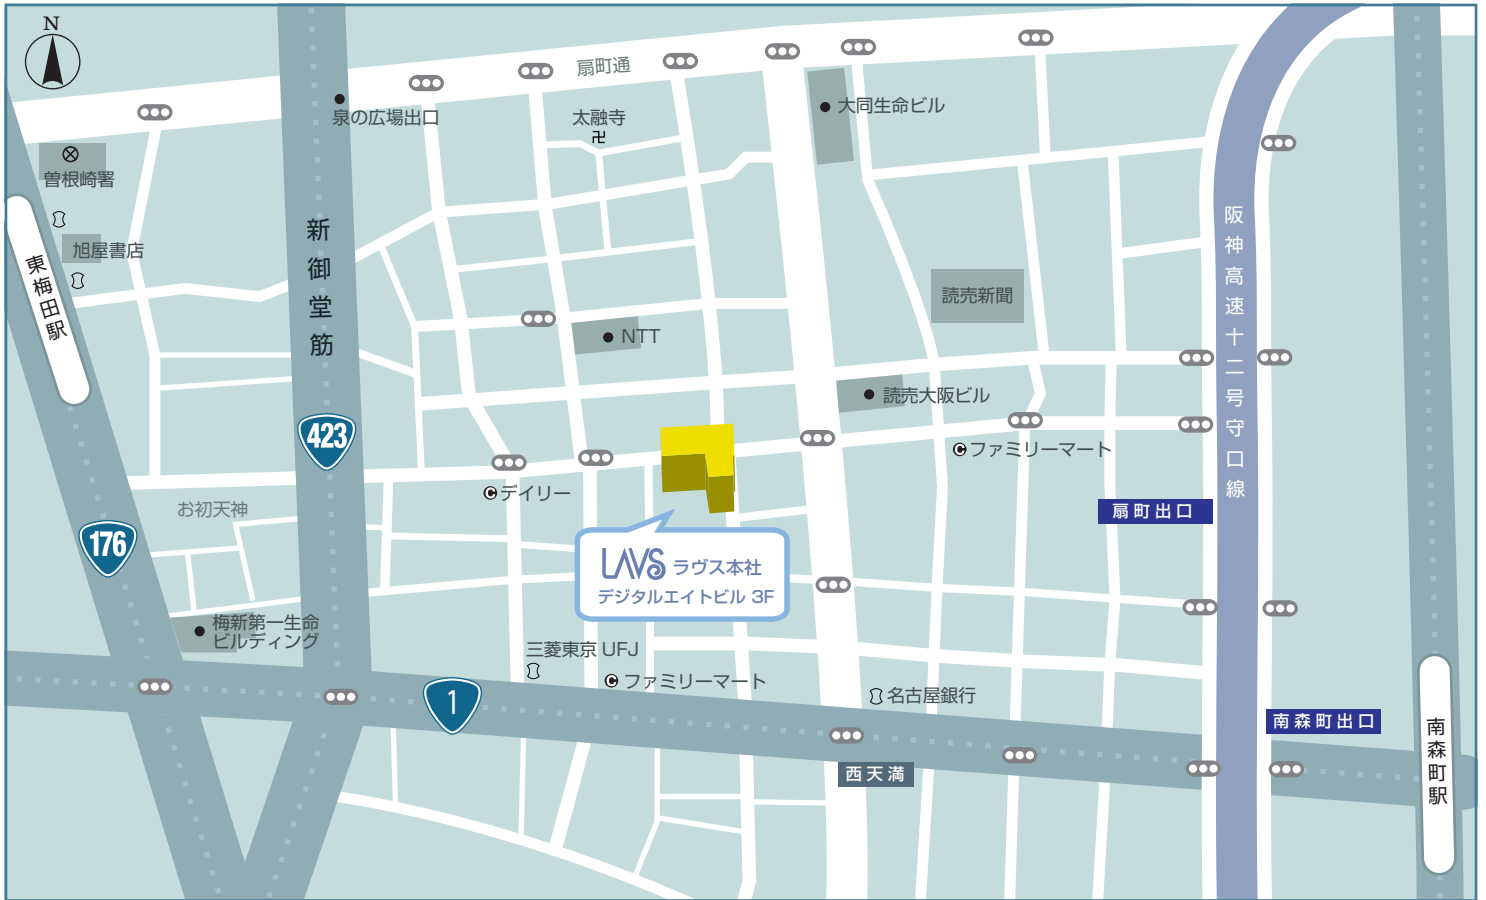 N
扇町通
泉の広場出口
太融寺
大同生命ビル
曽根崎署
旭屋書店
東梅田駅
新御堂筋
阪神高速十二号守口線
読売新聞
NTT
読売大阪ビル
423
ファミリーマート
デイリー
お初天神
扇町出口
176
LAVS ラヴス本社
デジタルエイトビル 3F
梅新第一生命
ビルディング
三菱東京 UFJ
ファミリーマート
1
名古屋銀行
南森町出口
西天満
南森町駅